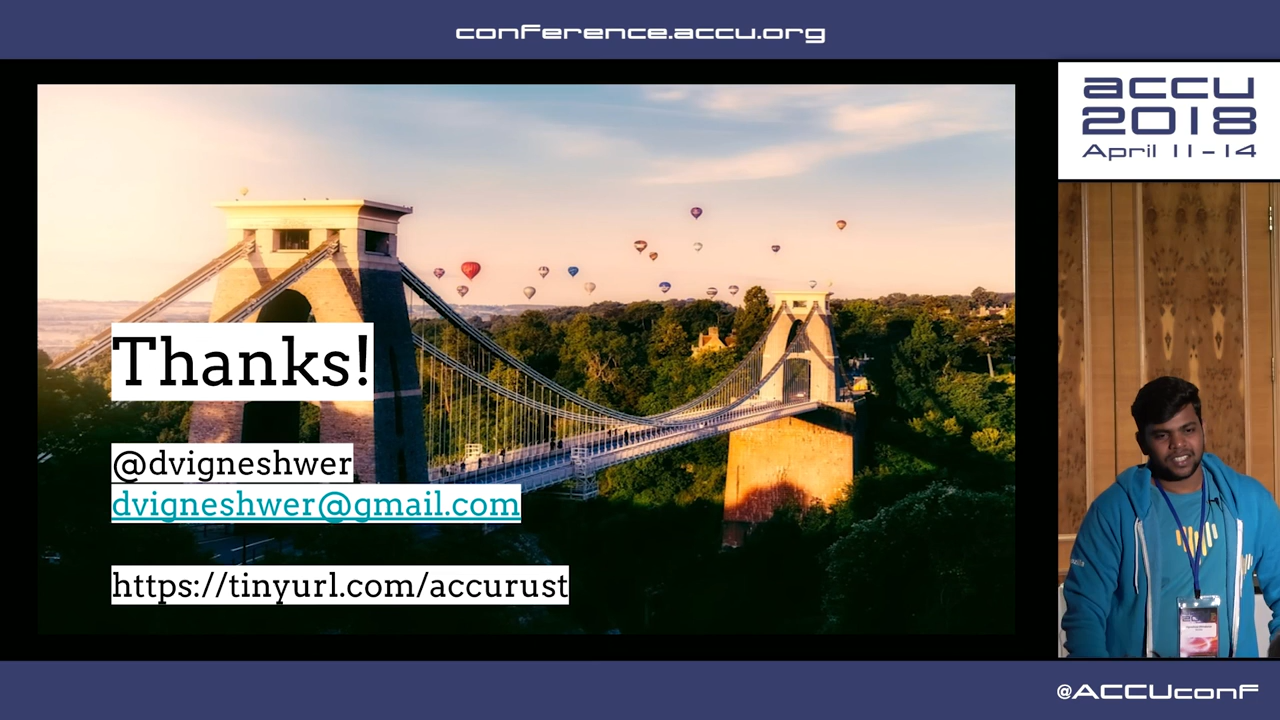 conference.accu.org
accu
2018
April 11-14
Thanks!
@dvigneshwer
dvigneshwer@gmail.com
https://tinyurl.com/accurust
@ACCUconf